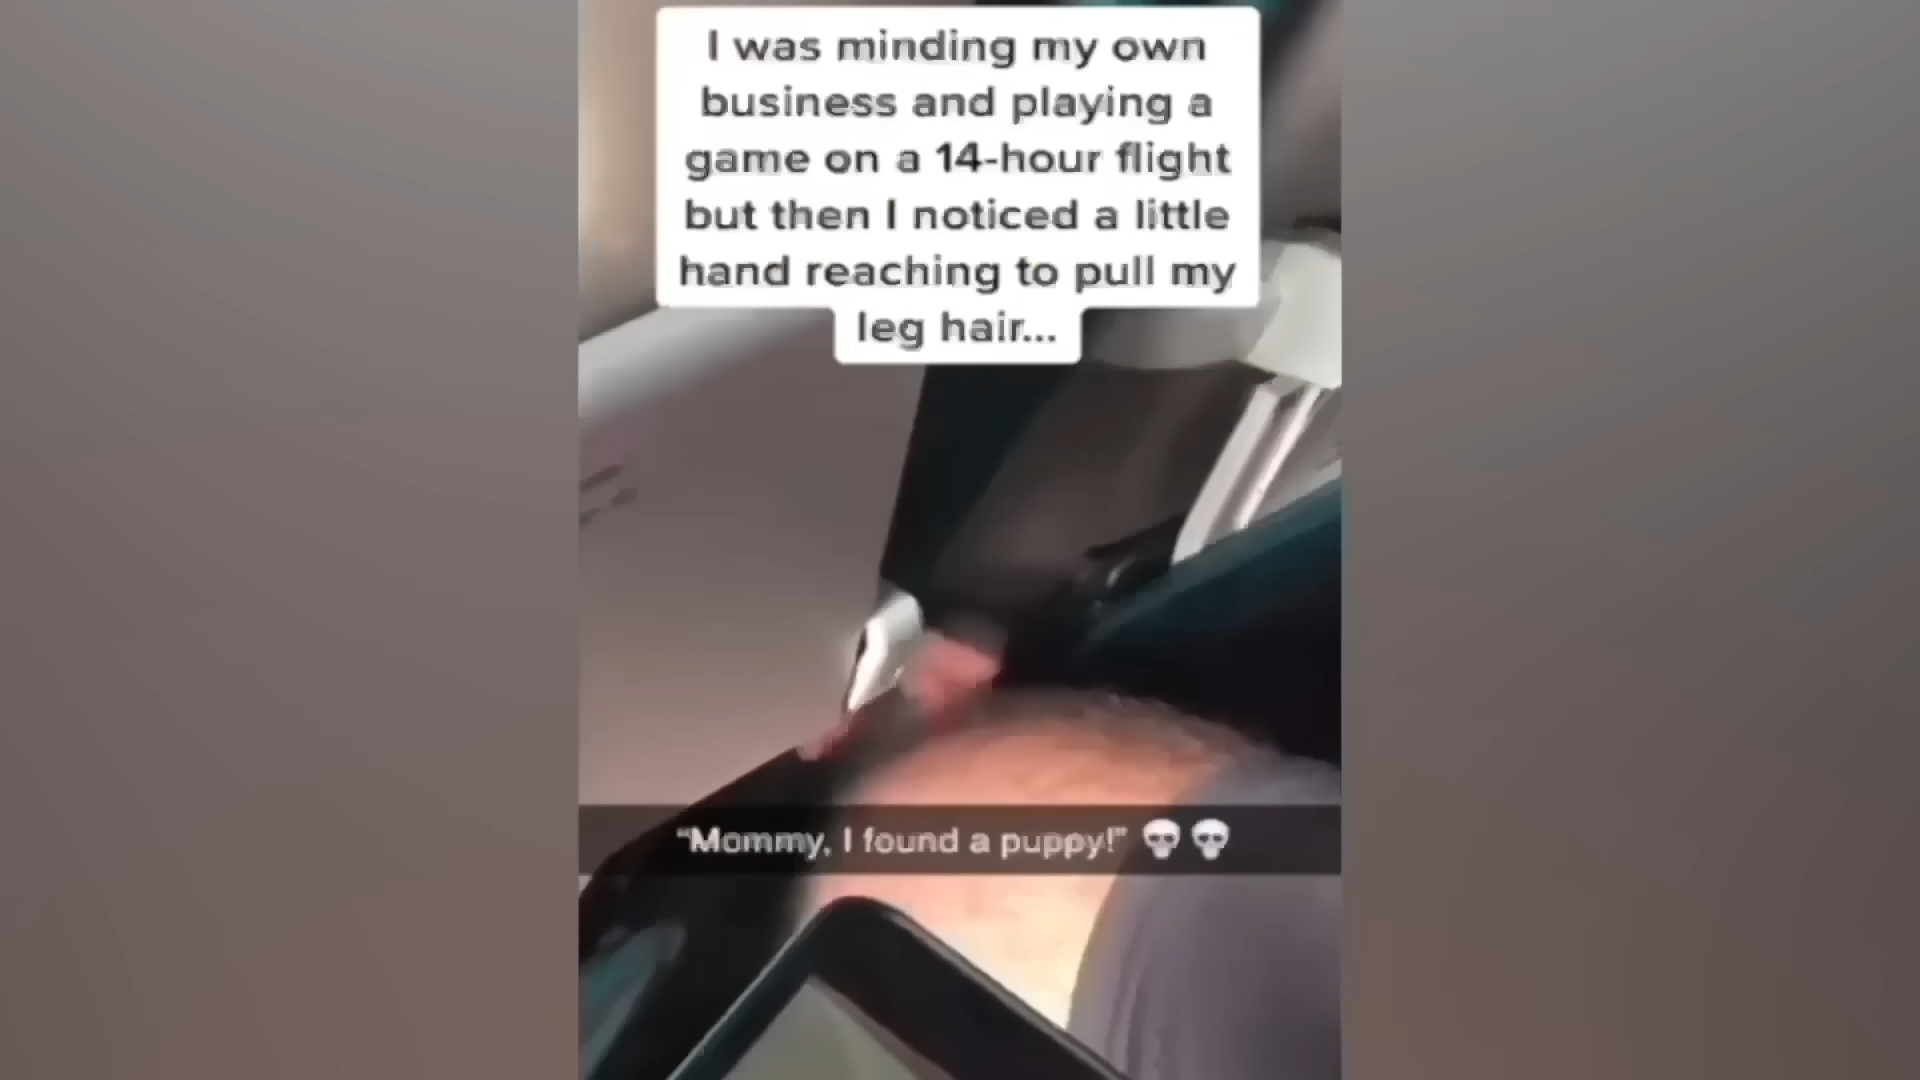 I was minding my own
business and playing a
game on a 14-hour flight
but then I noticed a little
hand reaching to pull my
leg hair...
“Mommy, I found a puppy!” 💀💀